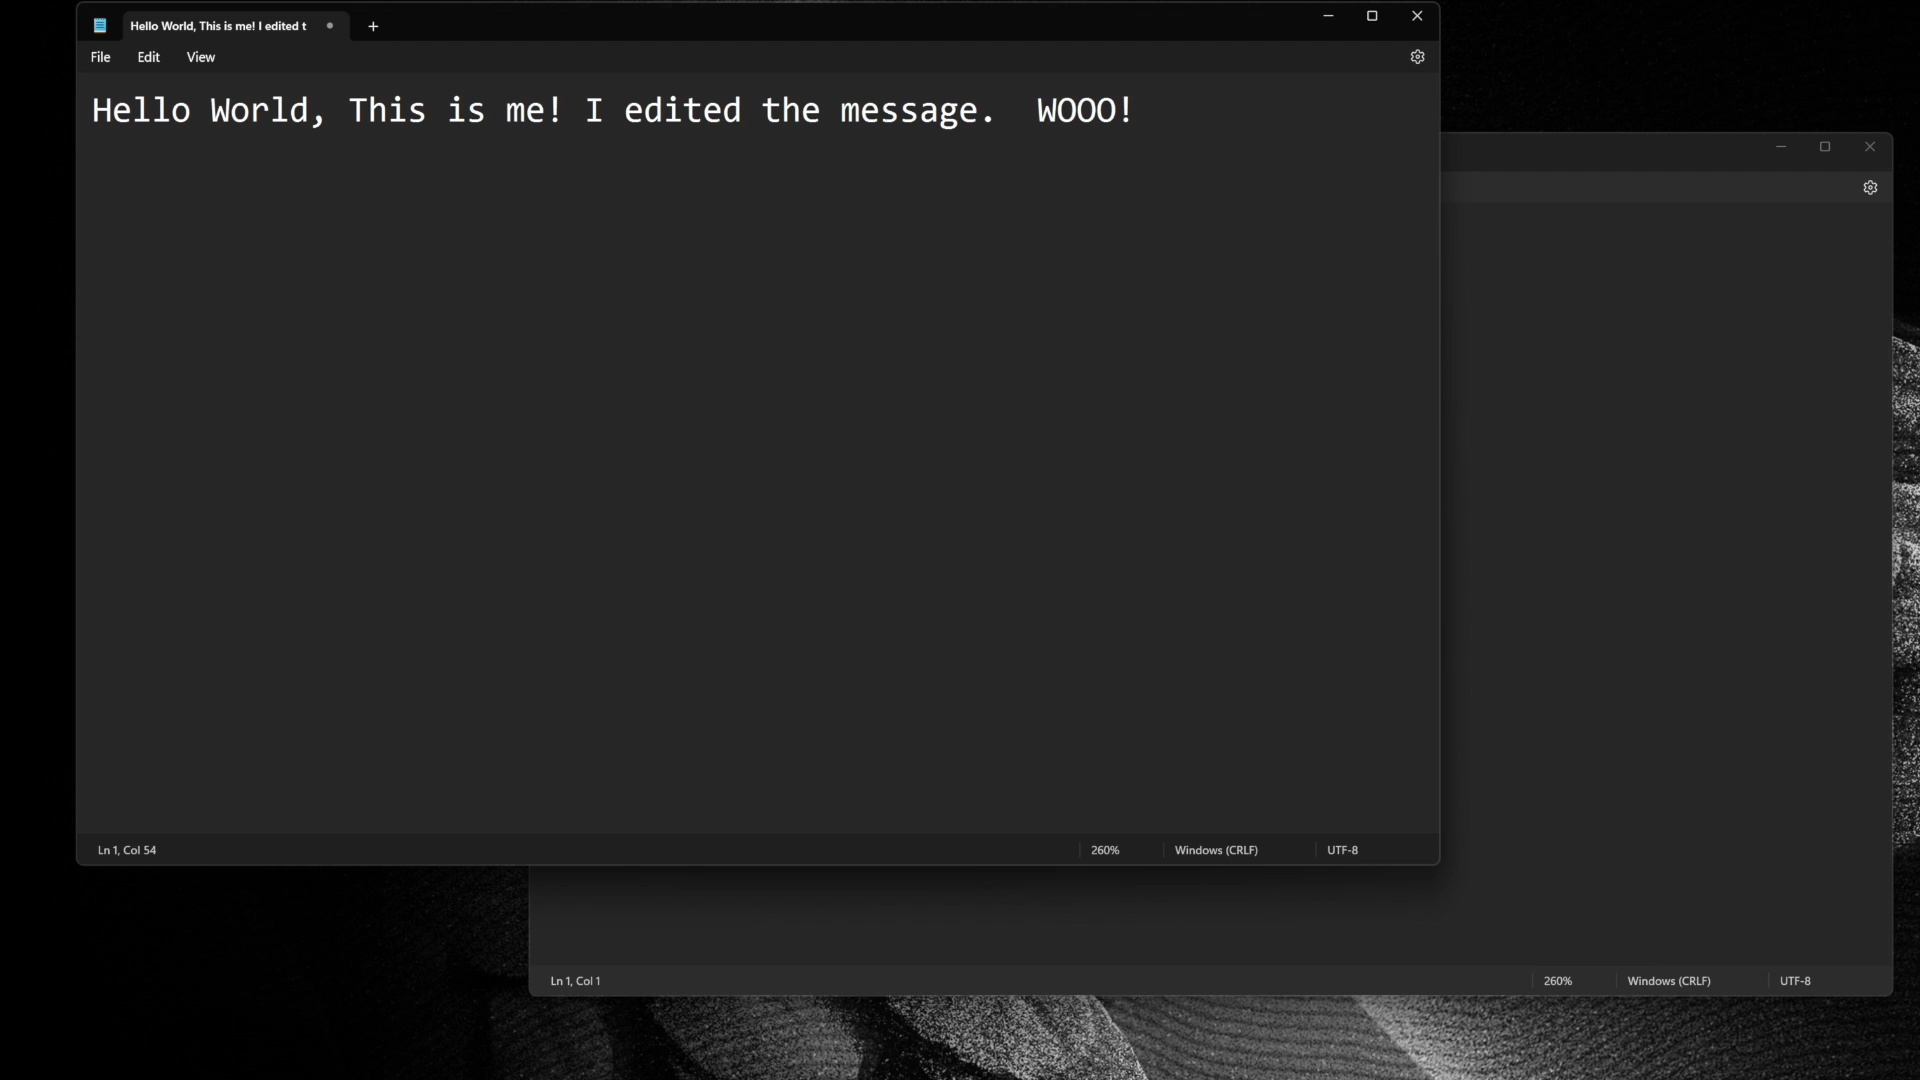 Hello World, This is me! I edited t
File Edit View
Hello World, This is me! I edited the message.  WOOO!
Ln 1, Col 54 260% Windows (CRLF) UTF-8
Ln 1, Col 1 260% Windows (CRLF) UTF-8